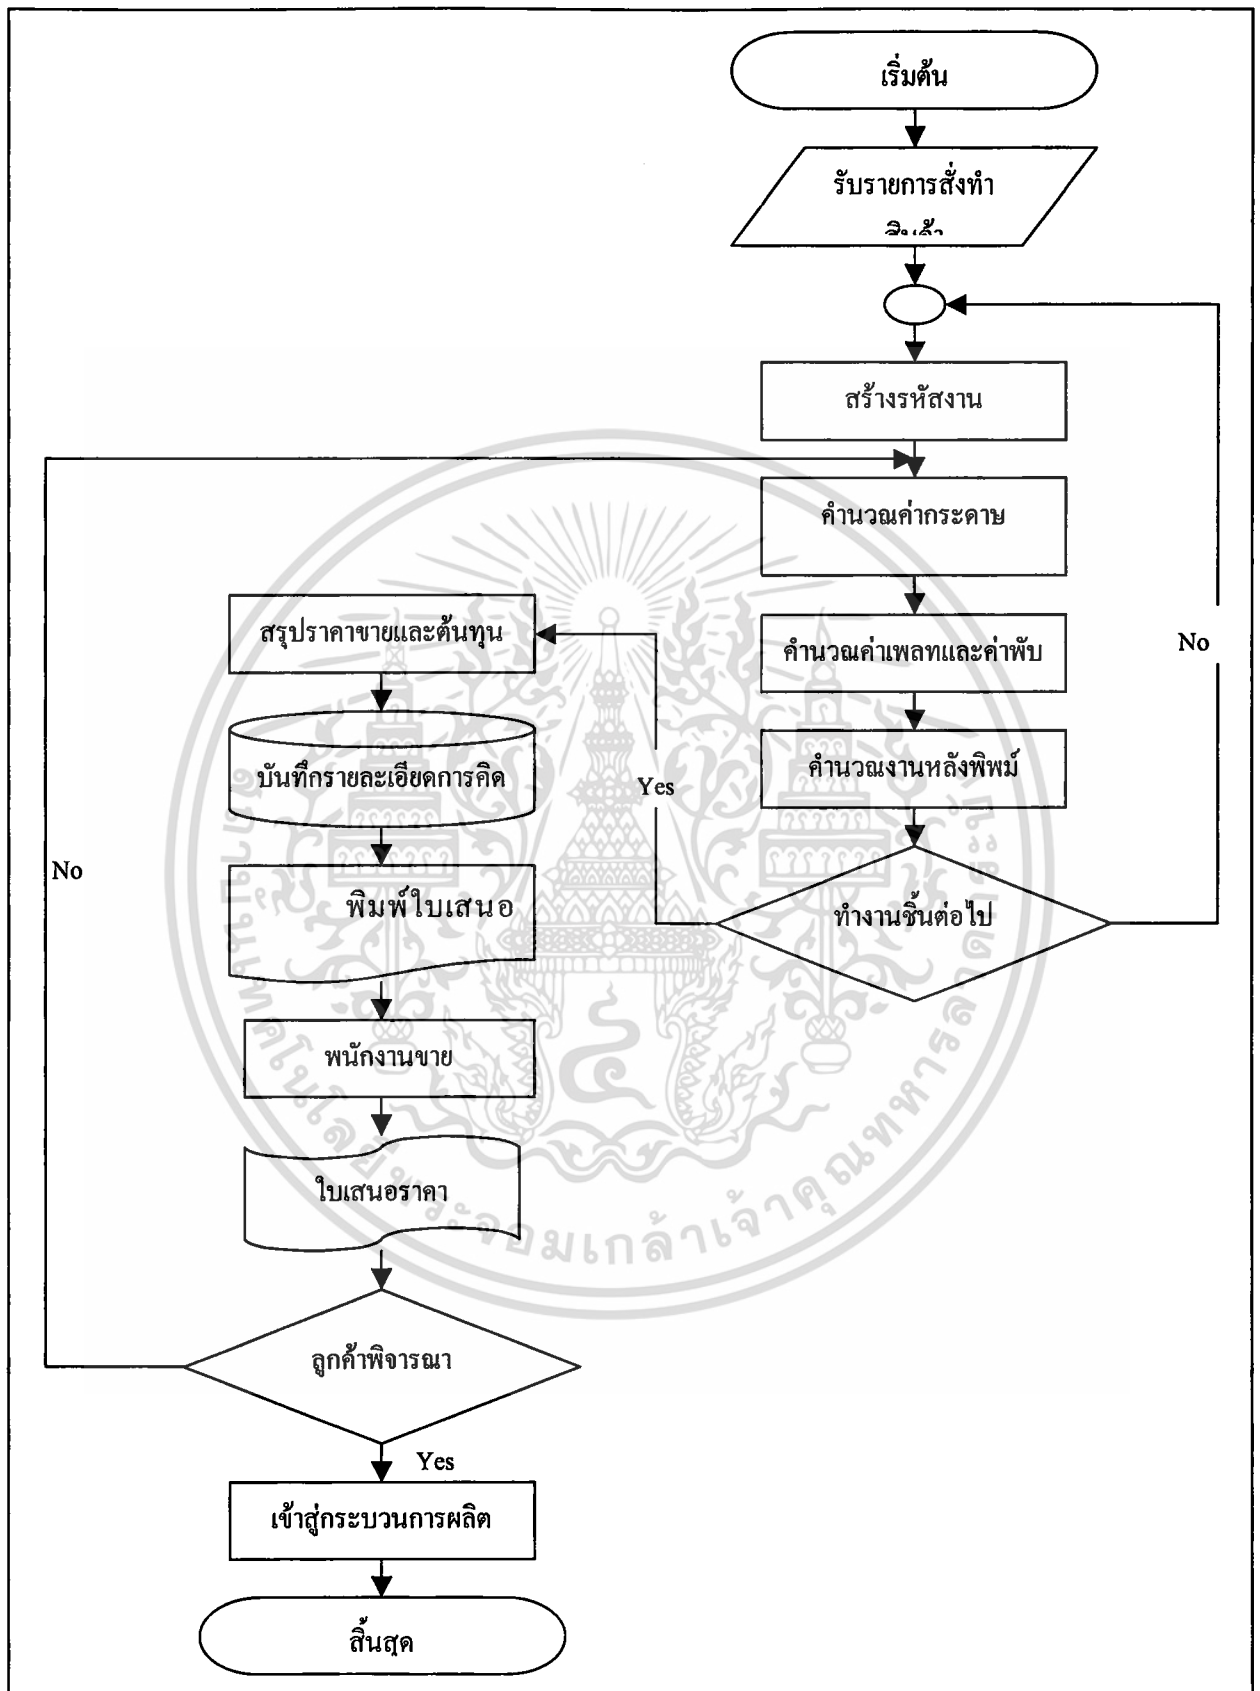 เริ่มต้น
รับรายการสั่งทำ
สินค้า
สร้างรหัสงาน
คำนวณค่ากระดาษ
คำนวณค่าเพลทและค่าพับ
คำนวณงานหลังพิพม์
ทำงานชิ้นต่อไป
No
Yes
สรุปราคาขายและต้นทุน
บันทึกรายละเอียดการคิด
พิมพ์ใบเสนอ
พนักงานขาย
ใบเสนอราคา
ลูกค้าพิจารณา
No
Yes
เข้าสู่กระบวนการผลิต
สิ้นสุด